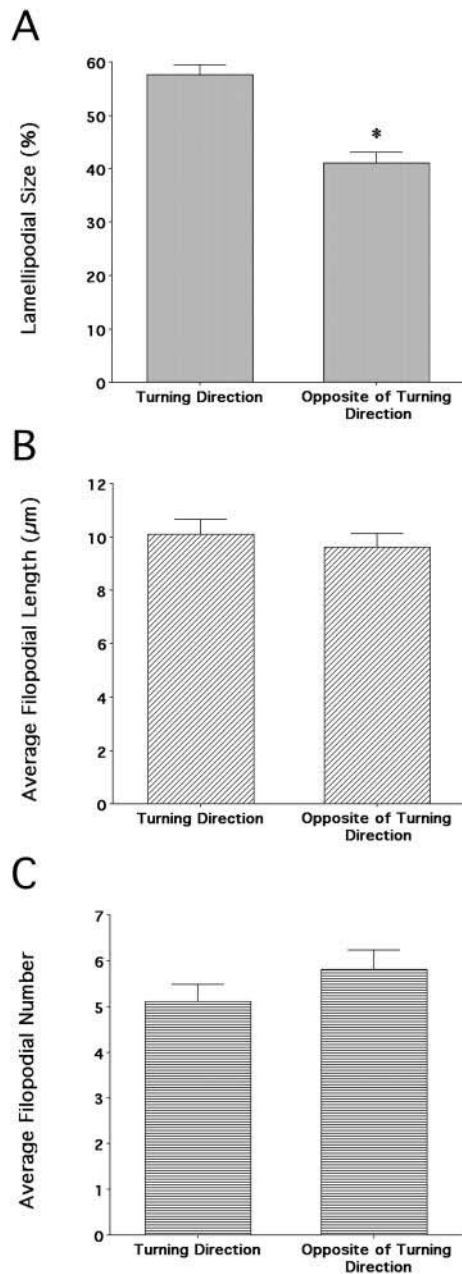 A
Lamellipodial Size (%)
60
50
40
30
20
10
0
*
Turning Direction
Opposite of Turning
Direction
B
Average Filopodial Length (µm)
12
10
8
6
4
2
0
Turning Direction
Opposite of Turning
Direction
C
Average Filopodial Number
7
6
5
4
3
2
1
0
Turning Direction
Opposite of Turning
Direction